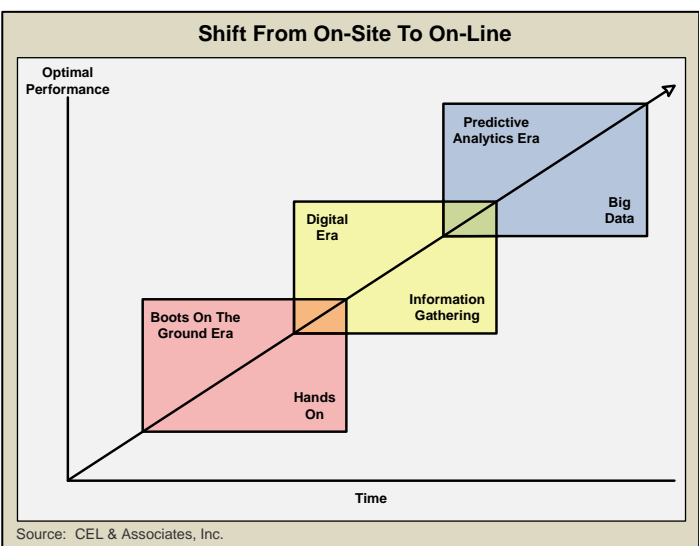 Shift From On-Site To On-Line
Optimal
Performance
Predictive
Analytics Era
Big
Data
Digital
Era
Information
Gathering
Boots On The
Ground Era
Hands
On
Time
Source:  CEL & Associates, Inc.